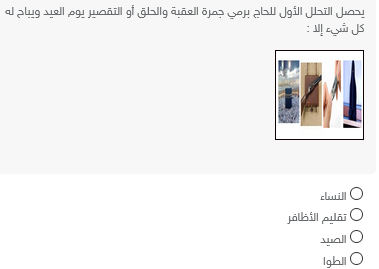 يحصل التحلل الأول للحاج برمي جمرة العقبة والحلق أو التقصير يوم العيد ويباح له
كل شيء إلا :
النساء
تقليم الأظافر
الصيد
الطوا